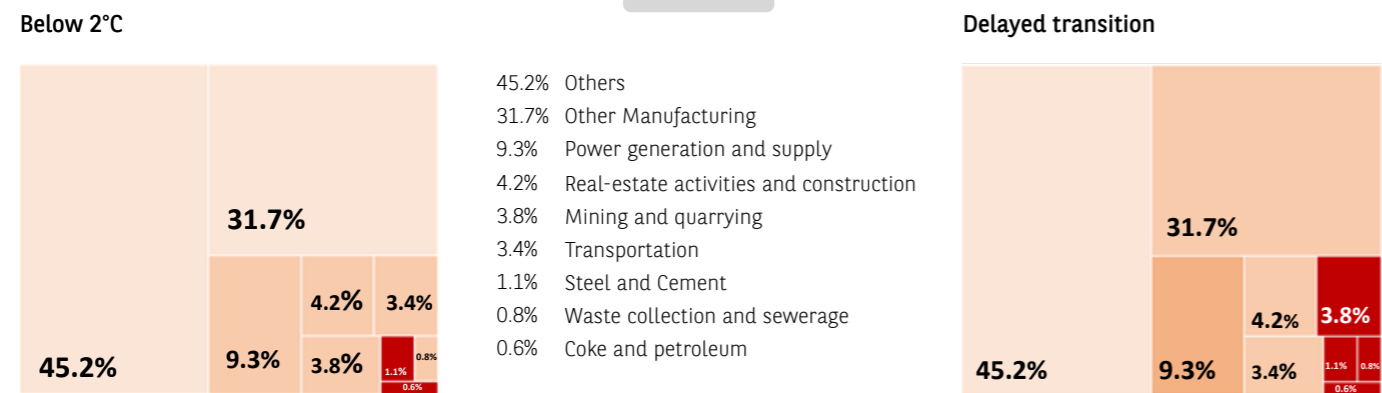 Below 2°C
45.2%
31.7%
9.3%
4.2%
3.4%
3.8%
1.1%
0.8%
0.6%
45.2% Others
31.7% Other Manufacturing
9.3% Power generation and supply
4.2% Real-estate activities and construction
3.8% Mining and quarrying
3.4% Transportation
1.1% Steel and Cement
0.8% Waste collection and sewerage
0.6% Coke and petroleum
Delayed transition
45.2%
31.7%
9.3%
4.2%
3.8%
3.4%
1.1%
0.8%
0.6%